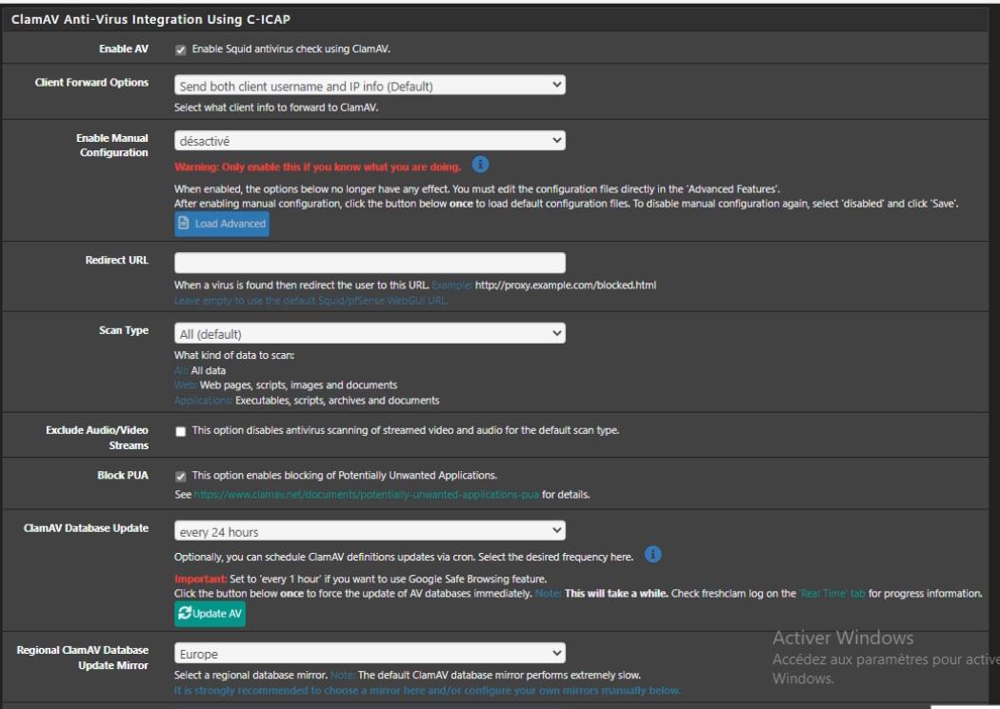 ClamAV Anti-Virus Integration Using C-ICAP
Enable AV
Enable Squid antivirus check using ClamAV.
Client Forward Options
Send both client username and IP info (Default)
Select what client info to forward to ClamAV.
Enable Manual
Configuration
désactivé
Warning: Only enable this if you know what you are doing.
When enabled, the options below no longer have any effect. You must edit the configuration files directly in the 'Advanced Features'.
After enabling manual configuration, click the button below once to load default configuration files. To disable manual configuration again, select 'disabled' and click 'Save'.
Load Advanced
Redirect URL
When a virus is found then redirect the user to this URL. Example: http://proxy.example.com/blocked.html
Leave empty to use the default Squid/pfSense WebGUI URL.
Scan Type
All (default)
What kind of data to scan:
All: All data
Web: Web pages, scripts, images and documents
Applications: Executables, scripts, archives and documents
Exclude Audio/Video
Streams
This option disables antivirus scanning of streamed video and audio for the default scan type.
Block PUA
This option enables blocking of Potentially Unwanted Applications.
See https://www.clamav.net/documents/potentially-unwanted-applications-pua for details.
ClamAV Database Update
every 24 hours
Optionally, you can schedule ClamAV definitions updates via cron. Select the desired frequency here.
Important: Set to 'every 1 hour' if you want to use Google Safe Browsing feature.
Click the button below once to force the update of AV databases immediately. Note: This will take a while. Check freshclam log on the 'Real Time' tab for progress information.
Update AV
Regional ClamAV Database
Update Mirror
Europe
Select a regional database mirror. Note: The default ClamAV database mirror performs extremely slow.
It is strongly recommended to choose a mirror here and/or configure your own mirrors manually below.
Activer Windows
Accédez aux paramètres pour active
Windows.